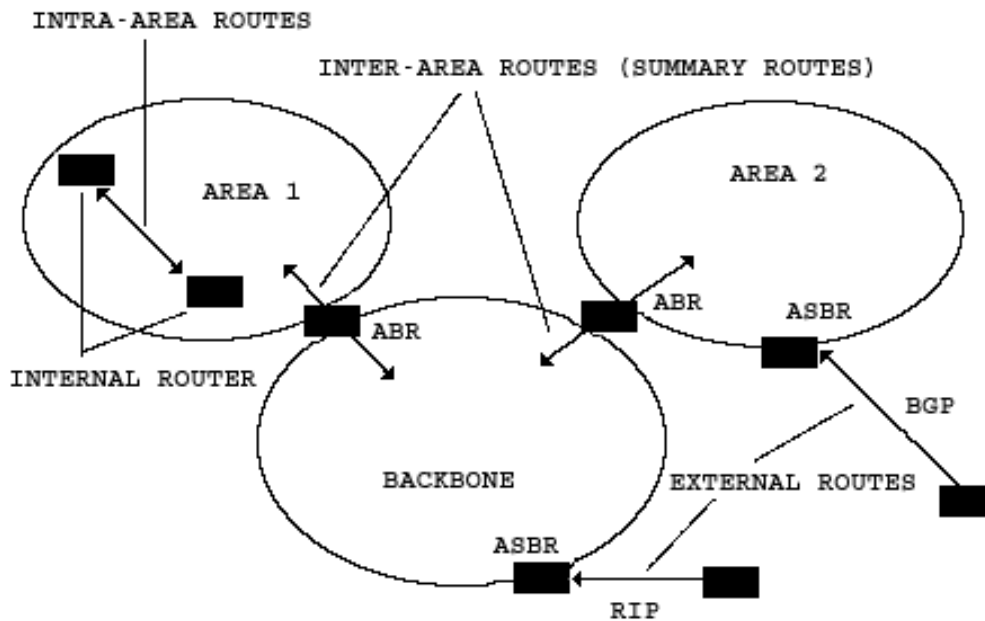 INTRA-AREA ROUTES
INTER-AREA ROUTES (SUMMARY ROUTES)
AREA 1
AREA 2
ABR
ABR
ASBR
INTERNAL ROUTER
BGP
BACKBONE
EXTERNAL ROUTES
ASBR
RIP